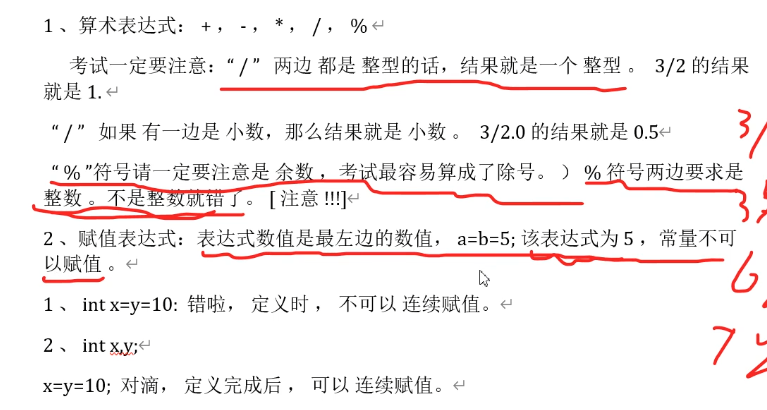 1、算术表达式：+，-，*，/，%
考试一定要注意：“/” 两边 都是 整型的话，结果就是一个 整型 。 3/2 的结果
就是 1.
“/” 如果 有一边是 小数，那么结果就是 小数 。 3/2.0 的结果就是 0.5
“%”符号请一定要注意是 余数 ，考试最容易算成了除号。 ） % 符号两边要求是
整数 。不是整数就错了 。 [ 注意 !!!]
2、赋值表达式：表达式数值是最左边的数值， a=b=5; 该表达式为 5 ，常量不可
以赋值 。
1、 int x=y=10: 错啦， 定义时 ， 不可以 连续赋值。
2 、 int x,y;
x=y=10; 对滴， 定义完成后 ， 可以 连续赋值。
3/
6
7